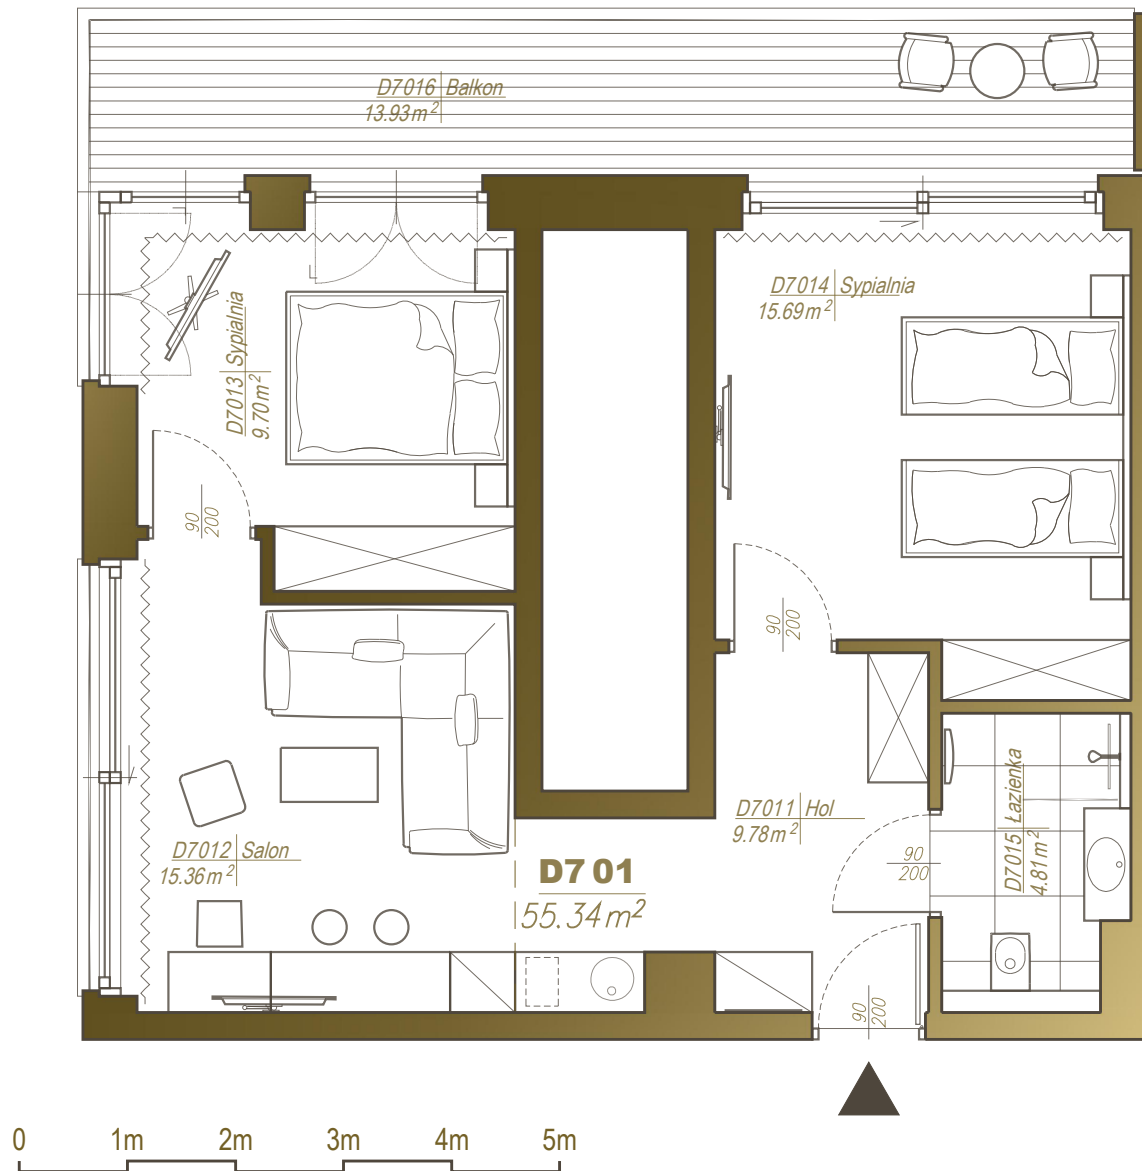 D7016 Balkon
13.93m²
D7014 Sypialnia
15.69m²
D7013 Sypialnia
9.70m²
90
200
90
200
D7011 Hol
9.78m²
D7015 Łazienka
4.81m²
D7012 Salon
15.36m²
D7 01
55.34m²
90
200
90
200
0 1m 2m 3m 4m 5m